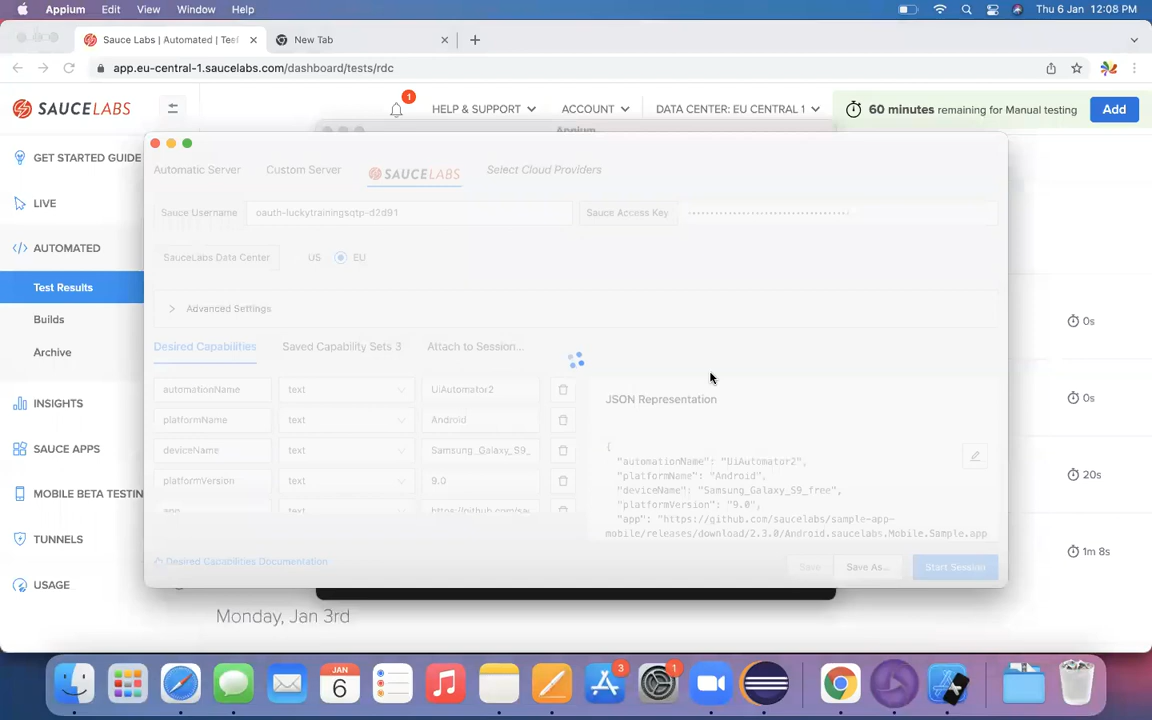 Appium Edit View Window Help Thu 6 Jan 12:08 PM
Sauce Labs | Automated | Test New Tab
app.eu-central-1.saucelabs.com/dashboard/tests/rdc
SAUCELABS 1 HELP & SUPPORT ACCOUNT DATA CENTER: EU CENTRAL 1 60 minutes remaining for Manual testing Add
Appium
GET STARTED GUIDE
LIVE
AUTOMATED
Test Results
Builds
Archive
INSIGHTS
SAUCE APPS
MOBILE BETA TESTIN
TUNNELS
USAGE
Automatic Server Custom Server SAUCELABS Select Cloud Providers
Sauce Username oauth-luckytrainingsqtp-d2d91 Sauce Access Key
SauceLabs Data Center US EU
Advanced Settings
Desired Capabilities Saved Capability Sets 3 Attach to Session...
automationName text UiAutomator2
platformName text Android
deviceName text Samsung_Galaxy_S9_
platformVersion text 9.0
app text https://github.com/sau
JSON Representation
{
"automationName": "UiAutomator2",
"platformName": "Android",
"deviceName": "Samsung_Galaxy_S9_free",
"platformVersion": "9.0",
"app": "https://github.com/saucelabs/sample-app-
mobile/releases/download/2.3.0/Android.saucelabs.Mobile.Sample.app
Desired Capabilities Documentation Save Save As... Start Session
0s
0s
20s
1m 8s
Monday, Jan 3rd
JAN
6
3
1